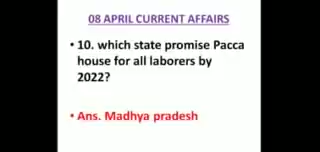 08 APRIL CURRENT AFFAIRS
• 10. which state promise Pacca
house for all laborers by
2022?
• Ans. Madhya pradesh